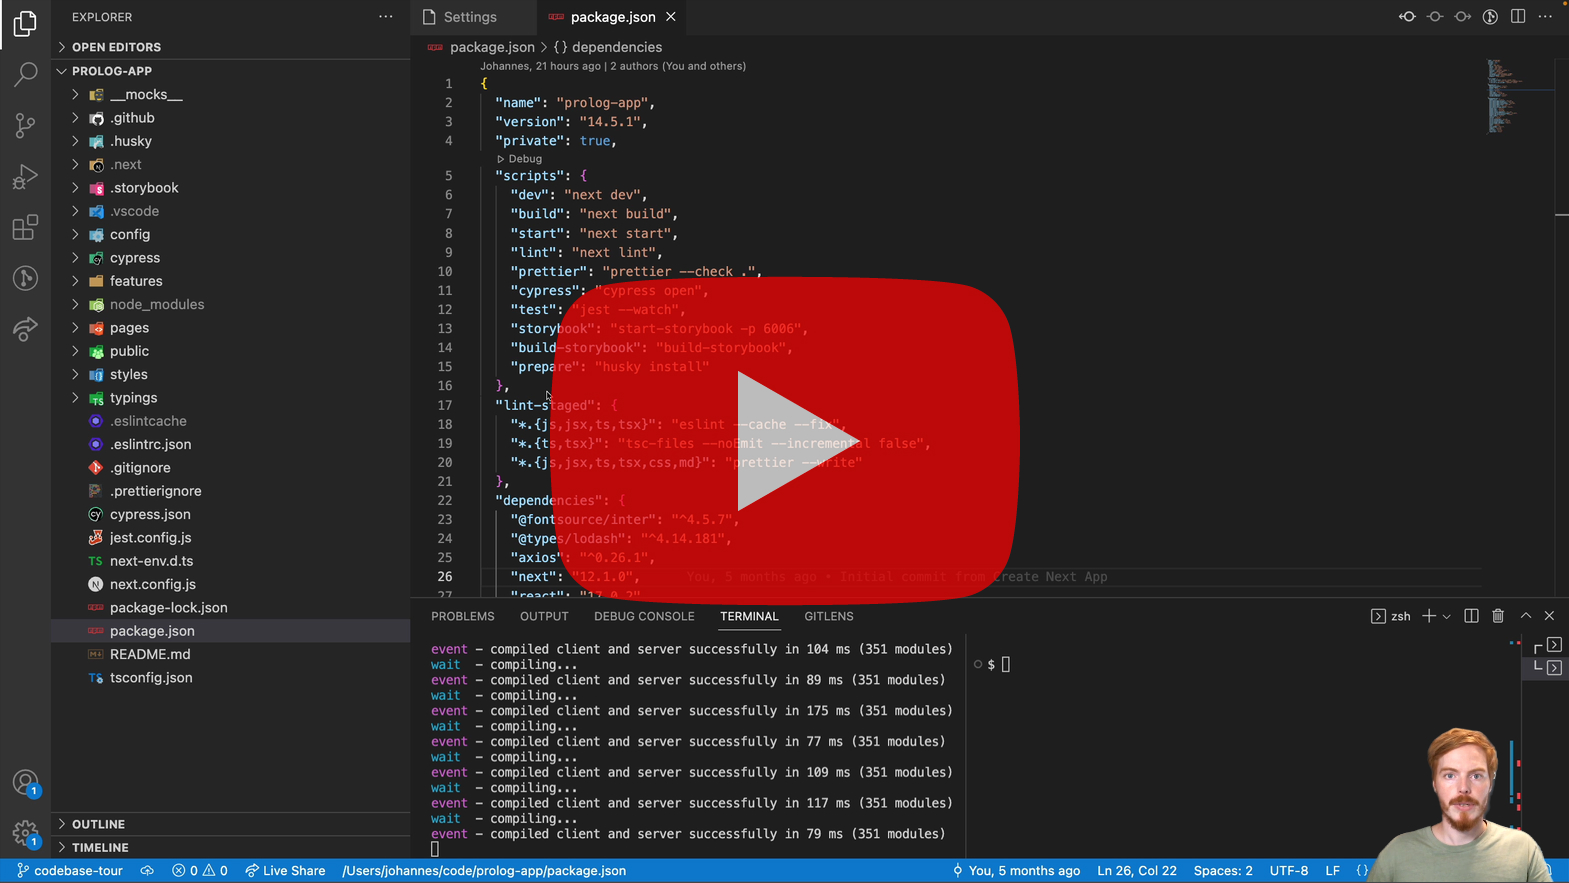 EXPLORER
OPEN EDITORS
PROLOG-APP
__mocks__
.github
.husky
.next
.storybook
.vscode
config
cypress
features
node_modules
pages
public
styles
typings
.eslintcache
.eslintrc.json
.gitignore
.prettierignore
cypress.json
jest.config.js
next-env.d.ts
next.config.js
package-lock.json
package.json
README.md
tsconfig.json
OUTLINE
TIMELINE
Settings
package.json
package.json > {} dependencies
Johannes, 21 hours ago | 2 authors (You and others)
1 {
2 "name": "prolog-app",
3 "version": "14.5.1",
4 "private": true,
Debug
5 "scripts": {
6 "dev": "next dev",
7 "build": "next build",
8 "start": "next start",
9 "lint": "next lint",
10 "prettier": "prettier --check .",
11 "cypress": "cypress open",
12 "test": "jest --watch",
13 "storybook": "start-storybook -p 6006",
14 "build-storybook": "build-storybook",
15 "prepare": "husky install"
16 },
17 "lint-staged": {
18 "*.{js,jsx,ts,tsx}": "eslint --cache --fix",
19 "*.{ts,tsx}": "tsc-files --noEmit --incremental false",
20 "*.{js,jsx,ts,tsx,css,md}": "prettier --write"
21 },
22 "dependencies": {
23 "@fontsource/inter": "^4.5.7",
24 "@types/lodash": "^4.14.181",
25 "axios": "^0.26.1",
26 "next": "12.1.0", You, 5 months ago • Initial commit from Create Next App
27 "react": "17.0.2"
PROBLEMS OUTPUT DEBUG CONSOLE TERMINAL GITLENS
zsh
event - compiled client and server successfully in 104 ms (351 modules)
wait - compiling...
event - compiled client and server successfully in 89 ms (351 modules)
wait - compiling...
event - compiled client and server successfully in 175 ms (351 modules)
wait - compiling...
event - compiled client and server successfully in 77 ms (351 modules)
wait - compiling...
event - compiled client and server successfully in 109 ms (351 modules)
wait - compiling...
event - compiled client and server successfully in 117 ms (351 modules)
wait - compiling...
event - compiled client and server successfully in 79 ms (351 modules)
$
1
1
codebase-tour 0 0 Live Share /Users/johannes/code/prolog-app/package.json You, 5 months ago Ln 26, Col 22 Spaces: 2 UTF-8 LF {}